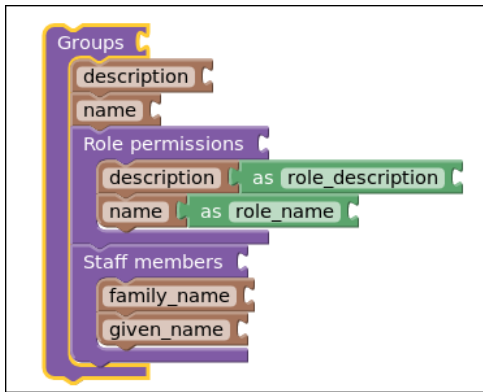 Groups
description
name
Role permissions
description as role_description
name as role_name
Staff members
family_name
given_name